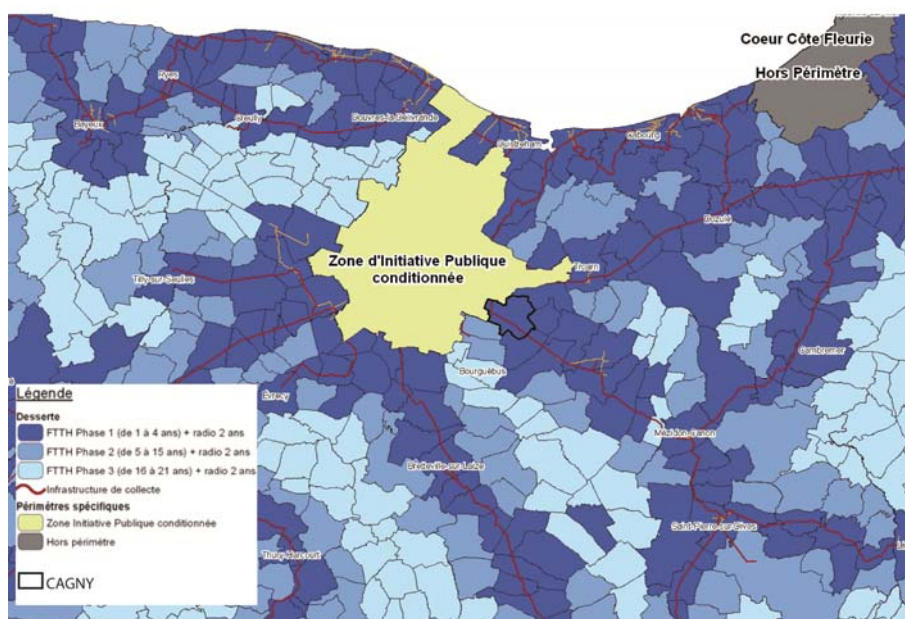 Coeur Côte Fleurie
Hors Périmètre
Ryes
Bayeux
Creully
Douvres-la-Délivrande
Ouistreham
Cabourg
Dozulé
Zone d'Initiative Publique
conditionnée
Troarn
Tilly-sur-Seulles
Cambremer
Bourguébus
Evrecy
Mézidon-Canon
Bretteville-sur-Laize
Saint-Pierre-sur-Dives
Thury-Harcourt
Légende
Desserte
FTTH Phase 1 (de 1 à 4 ans) + radio 2 ans
FTTH Phase 2 (de 5 à 15 ans) + radio 2 ans
FTTH Phase 3 (de 16 à 21 ans) + radio 2 ans
Infrastructure de collecte
Périmètres spécifiques
Zone Initiative Publique conditionnée
Hors périmètre
CAGNY